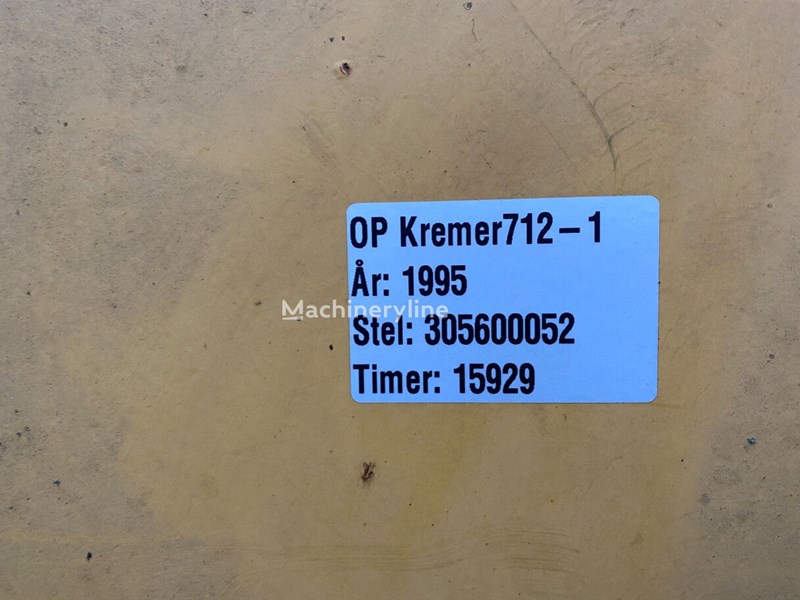 OP Kremer712-1
År: 1995
Machineryline
Stel: 305600052
Timer: 15929